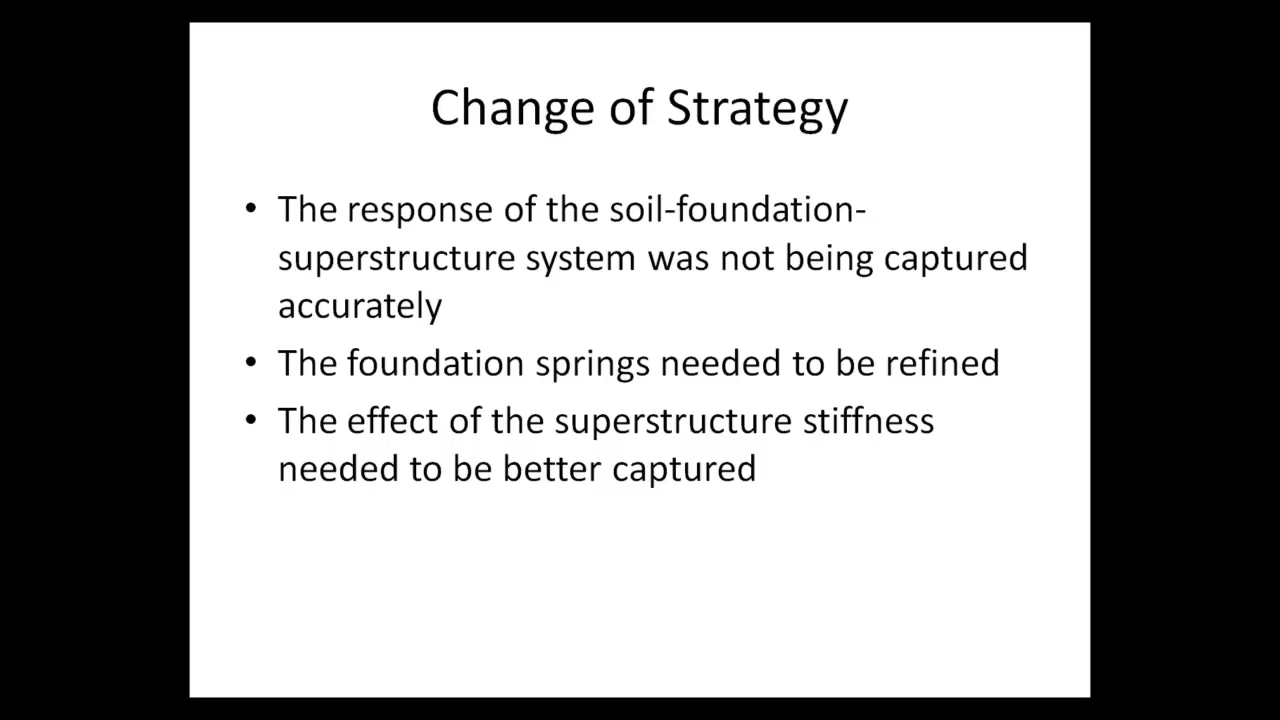 Change of Strategy
• The response of the soil-foundation-
superstructure system was not being captured
accurately
• The foundation springs needed to be refined
• The effect of the superstructure stiffness
needed to be better captured